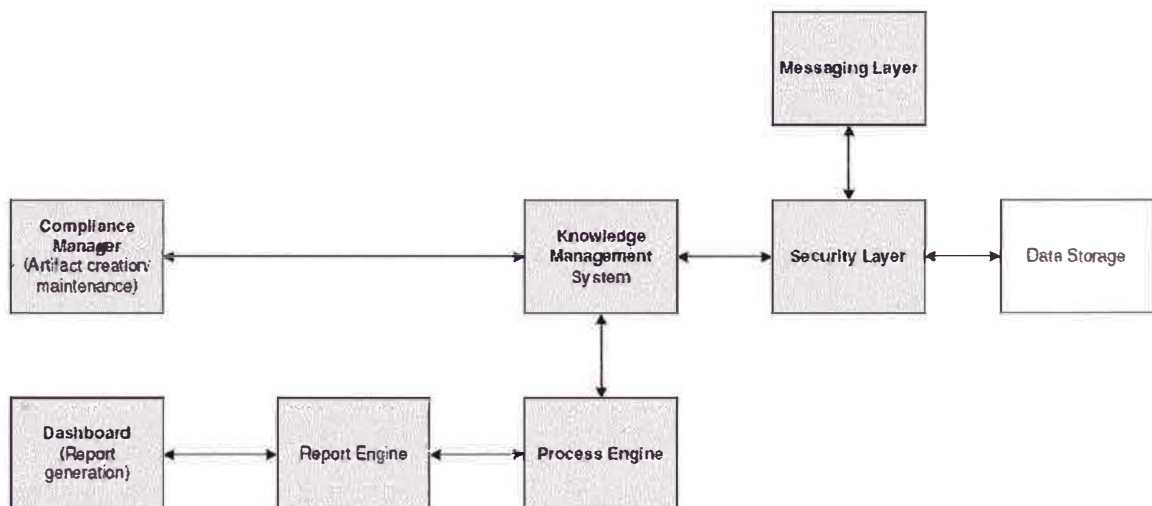 Messaging Layer
Compliance
Manager
(Artifact creation/
maintenance)
Knowledge
Management
System
Security Layer
Data Storage
Dashboard
(Report
generation)
Report Engine
Process Engine